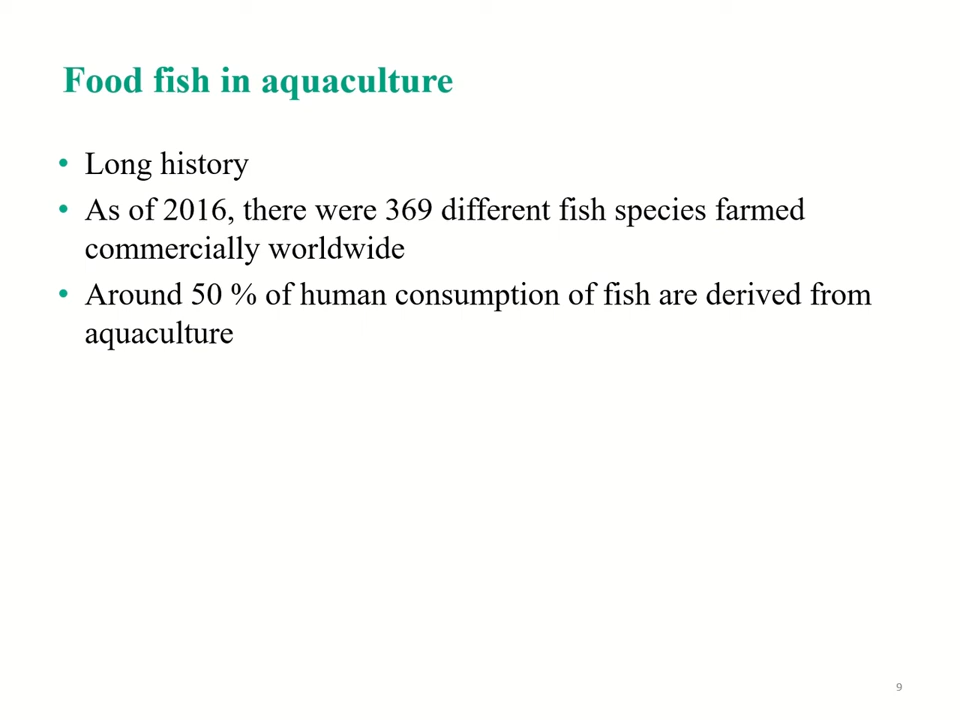 Food fish in aquaculture
• Long history
• As of 2016, there were 369 different fish species farmed
commercially worldwide
• Around 50 % of human consumption of fish are derived from
aquaculture
9